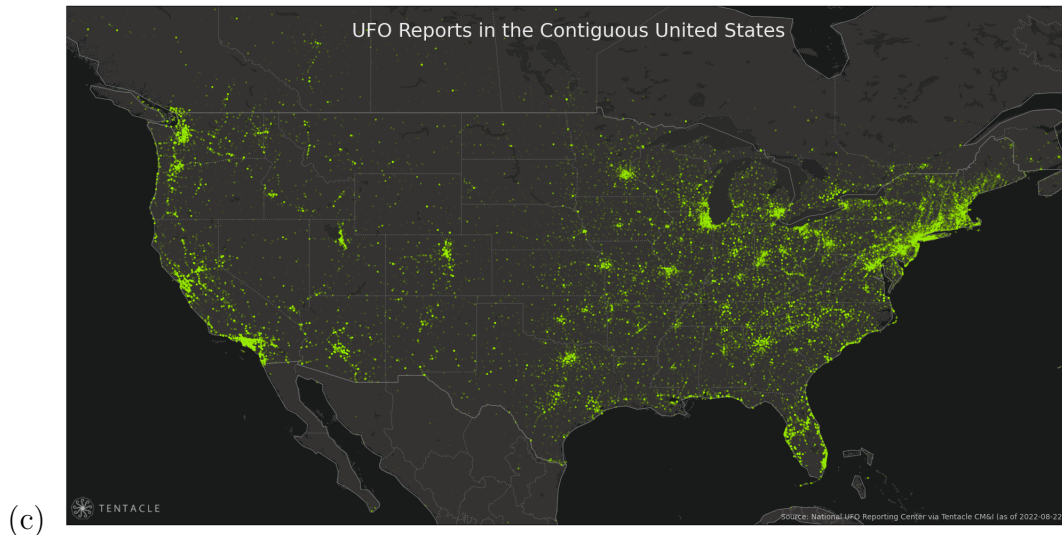 UFO Reports in the Contiguous United States
(c)
TENTACLE
Source: National UFO Reporting Center via Tentacle CM&I (as of 2022-08-22